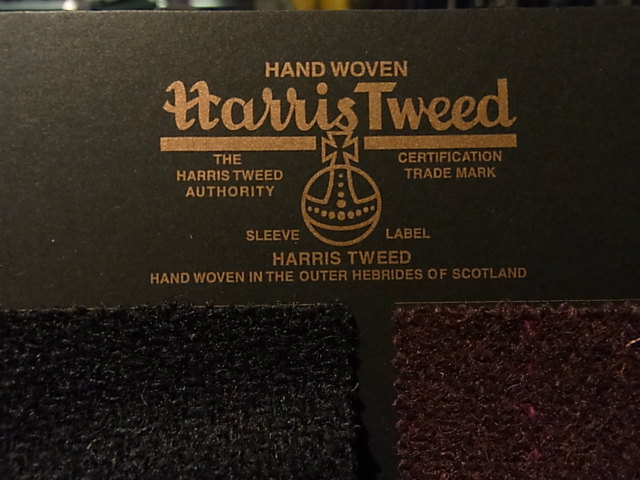 HAND WOVEN
Harris Tweed
THE
HARRIS TWEED
AUTHORITY
CERTIFICATION
TRADE MARK
SLEEVE LABEL
HARRIS TWEED
HAND WOVEN IN THE OUTER HEBRIDES OF SCOTLAND